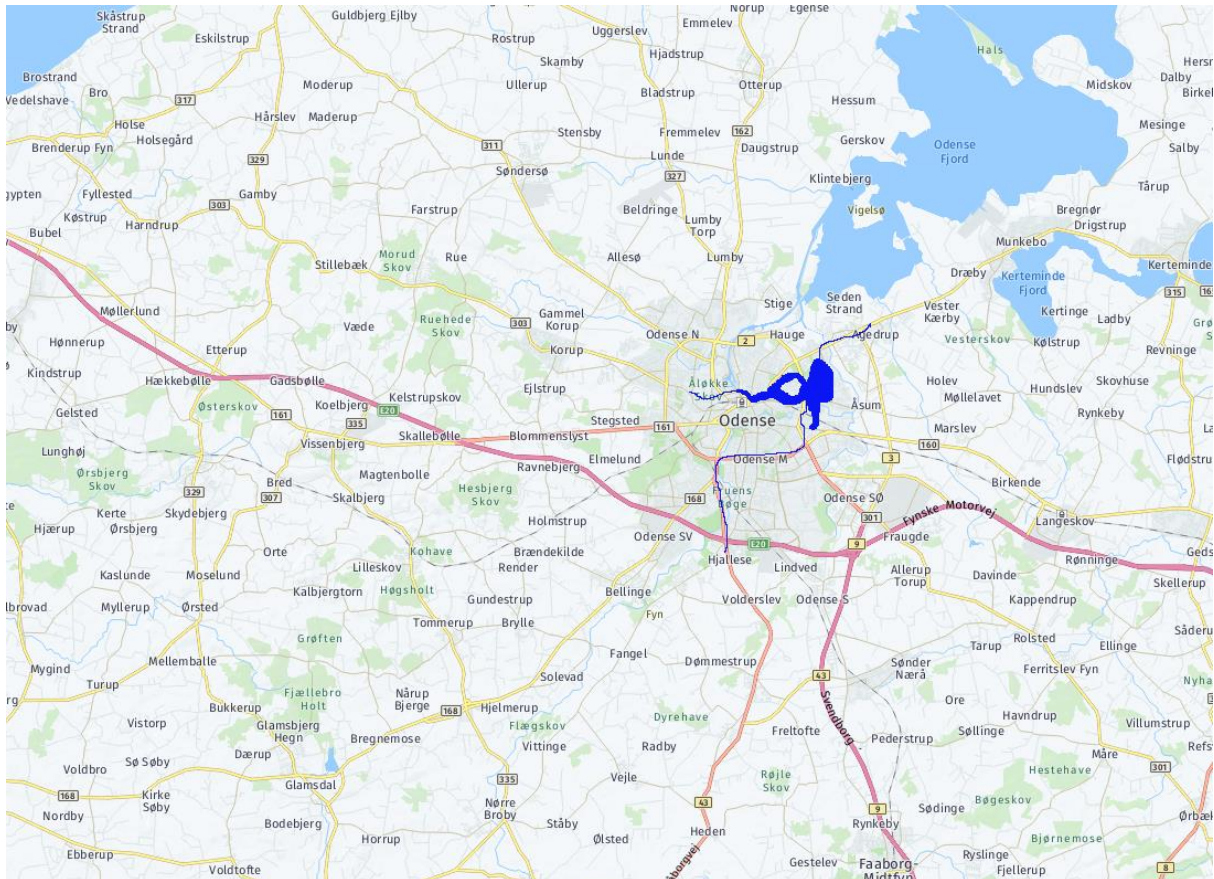 Skåstrup
Strand
Guldbjerg Ejlby
Norup
Egense
Emmelev
Uggerslev
Eskilstrup
Rostrup
Hjadstrup
Hals
Skamby
Brostrand
Bro
Moderup
Ullerup
Otterup
Midskov
Dalby
Vedelshave
317
Bladstrup
Hessum
Holse
Hårslev
Maderup
Stensby
Fremmelev
162
Mesinge
Holsegård
Gerskov
Brenderup Fyn
311
Daugstrup
Odense
Fjord
Salby
329
Lunde
Søndersø
327
Klintebjerg
Tårup
Fyllested
Gamby
Beldringe
Køstrup
303
Farstrup
Vigelsø
Bregnør
Harndrup
Lumby
Torp
Drigstrup
Bubel
Morud
Skov
Rue
Allesø
Lumby
Munkebo
Stillebæk
Dræby
Kerteminde
Fjord
Kerteminde
Stige
Seden
Strand
315
Møllerlund
Ruehede
Skov
Gammel
Korup
Vester
Kærby
Kertinge
Ladby
Væde
303
Odense N
2
Hauge
Agedrup
Hønnerup
Etterup
Korup
Vesterskov
Kølstrup
Revninge
Kindstrup
Hækkebølle
Gadsbølle
Ejlstrup
Åløkke
Skov
Holev
Hundslev
Skovhuse
Kelstrupskov
Møllelavet
Gelsted
Østerskov
Koelbjerg
E20
Åsum
Rynkeby
161
335
Stegsted
161
Odense
Marslev
Lunghøj
Vissenbjerg
Skallebølle
Blommenslyst
160
Ørsbjerg
Skov
Magtenbolle
Ravnebjerg
Elmelund
Odense M
3
Bred
Birkende
329
307
Skalbjerg
Hesbjerg
Skov
168
Fruens
Bøge
Odense SØ
Kerte
Ørsbjerg
Skydebjerg
301
Fynske Motorvej
Langeskov
Hjærup
Holmstrup
Odense SV
Orte
Kohave
Brændekilde
E20
9
Fraugde
Lilleskov
Render
Hjallese
Lindved
Rønninge
Kaslunde
Moselund
Allerup
Torup
Davinde
Skellerup
Kalbjergtorn
Høgsholt
Bellinge
Myllerup
Ørsted
Gundestrup
Volderslev
Odense S
Kappendrup
Tommerup
Brylle
Fyn
Grøften
Rolsted
Fangel
Tarup
Ellinge
Mellemballe
Dømmestrup
Sønder
Nærå
Mygind
Solevad
43
Ferritslev Fyn
Turup
Fjællebro
Holt
Nårup
Bjerge
Bukkerup
168
Hjelmerup
Ore
Dyrehave
Svendborg
Havndrup
Vistorp
Glamsbjerg
Hegn
Bregnemose
Flægskov
Freltofte
Søllinge
Villumstrup
Dærup
Vittinge
Radby
Pederstrup
Måre
Voldbro
Sø Søby
301
Glamsdal
335
Vejle
Røjle
Skov
Hestehave
168
Kirke
Søby
Nørre
Broby
43
9
Bøgeskov
Nordby
Bodebjerg
Støby
Sødinge
Horrup
Ølsted
Heden
Rynkeby
Bjørnemose
Ebberup
Gestelev
Ryslinge
Voldtofte
Faaborg-
Fjellerup
8